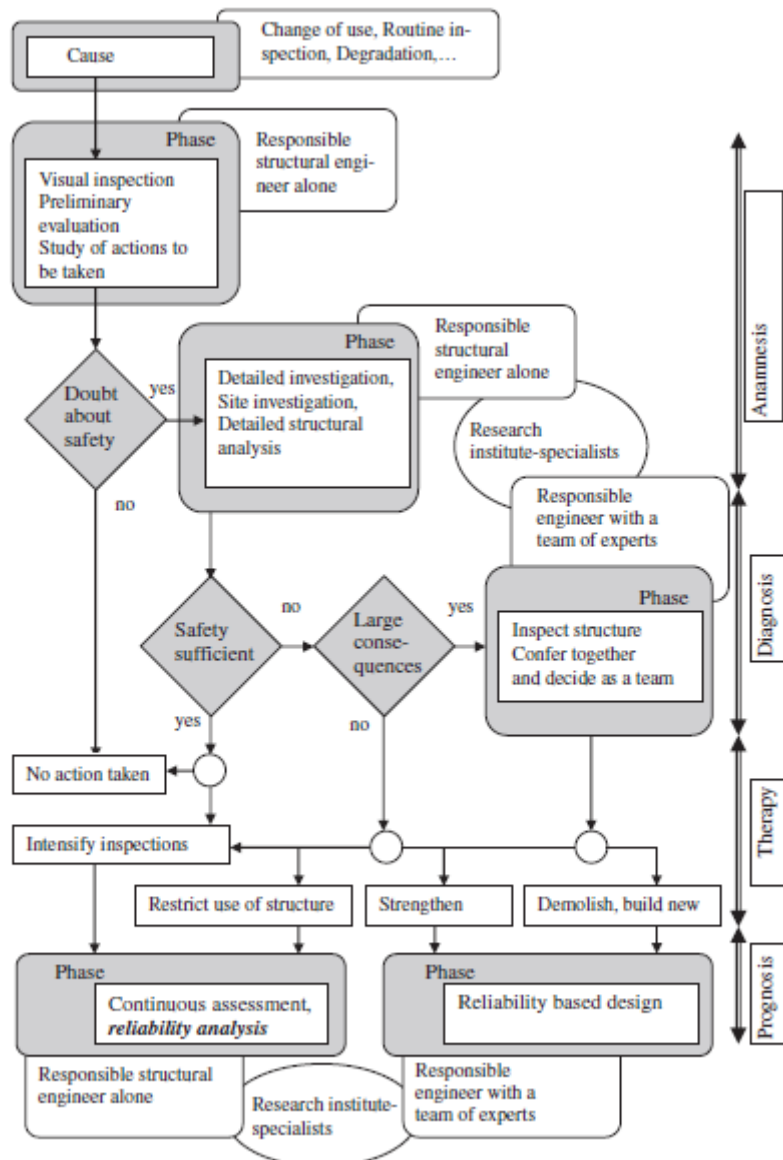 Cause
Change of use, Routine in-
spection, Degradation,…
Phase
Responsible
structural engi-
neer alone
Visual inspection
Preliminary
evaluation
Study of actions to
be taken
Anamnesis
Phase
Responsible
structural
engineer alone
Doubt
about
safety
yes
Detailed investigation,
Site investigation,
Detailed structural
analysis
Research
institute-specialists
no
Responsible
engineer with a
team of experts
Diagnosis
Safety
sufficient
no
Large
conse-
quences
yes
Phase
Inspect structure
Confer together
and decide as a team
yes
no
No action taken
Therapy
Intensify inspections
Restrict use of structure
Strengthen
Demolish, build new
Prognosis
Phase
Continuous assessment,
reliability analysis
Phase
Reliability based design
Responsible structural
engineer alone
Research institute-
specialists
Responsible
engineer with a
team of experts